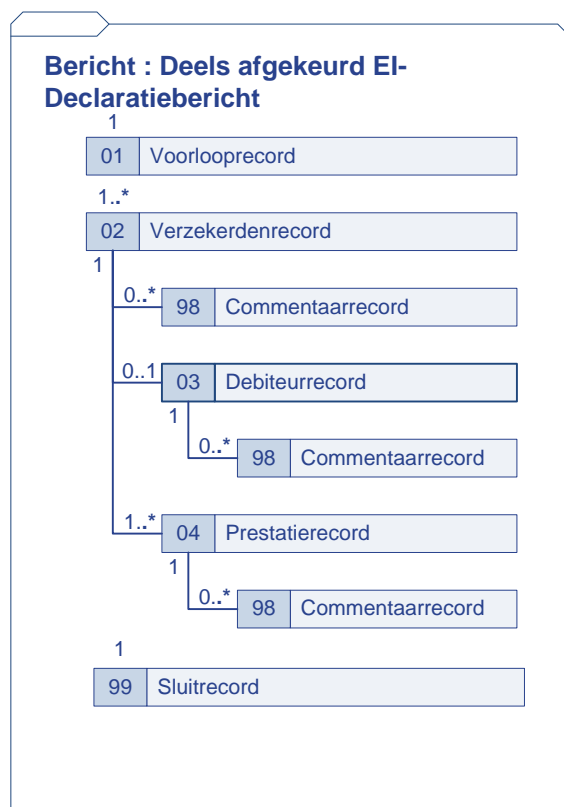 Bericht : Deels afgekeurd EI-
Declaratiebericht
1
01 Voorlooprecord
1..*
02 Verzekerdenrecord
1
0..* 98 Commentaarrecord
0..1 03 Debiteurrecord
1
0..* 98 Commentaarrecord
1..* 04 Prestatierecord
1
0..* 98 Commentaarrecord
1
99 Sluitrecord